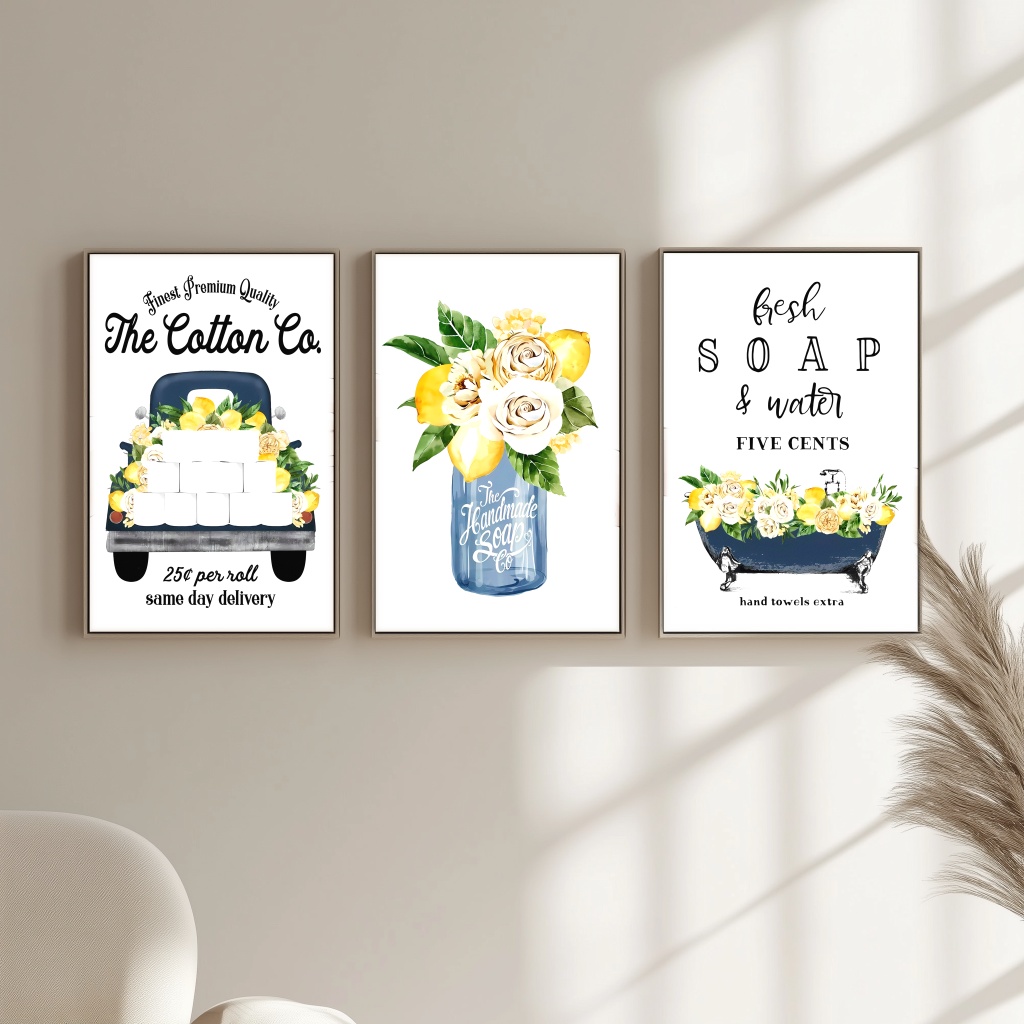 Finest Premium Quality
The Cotton Co.
25¢ per roll
same day delivery
The
Handmade
Soap
Co
fresh
SOAP
& water
FIVE CENTS
hand towels extra